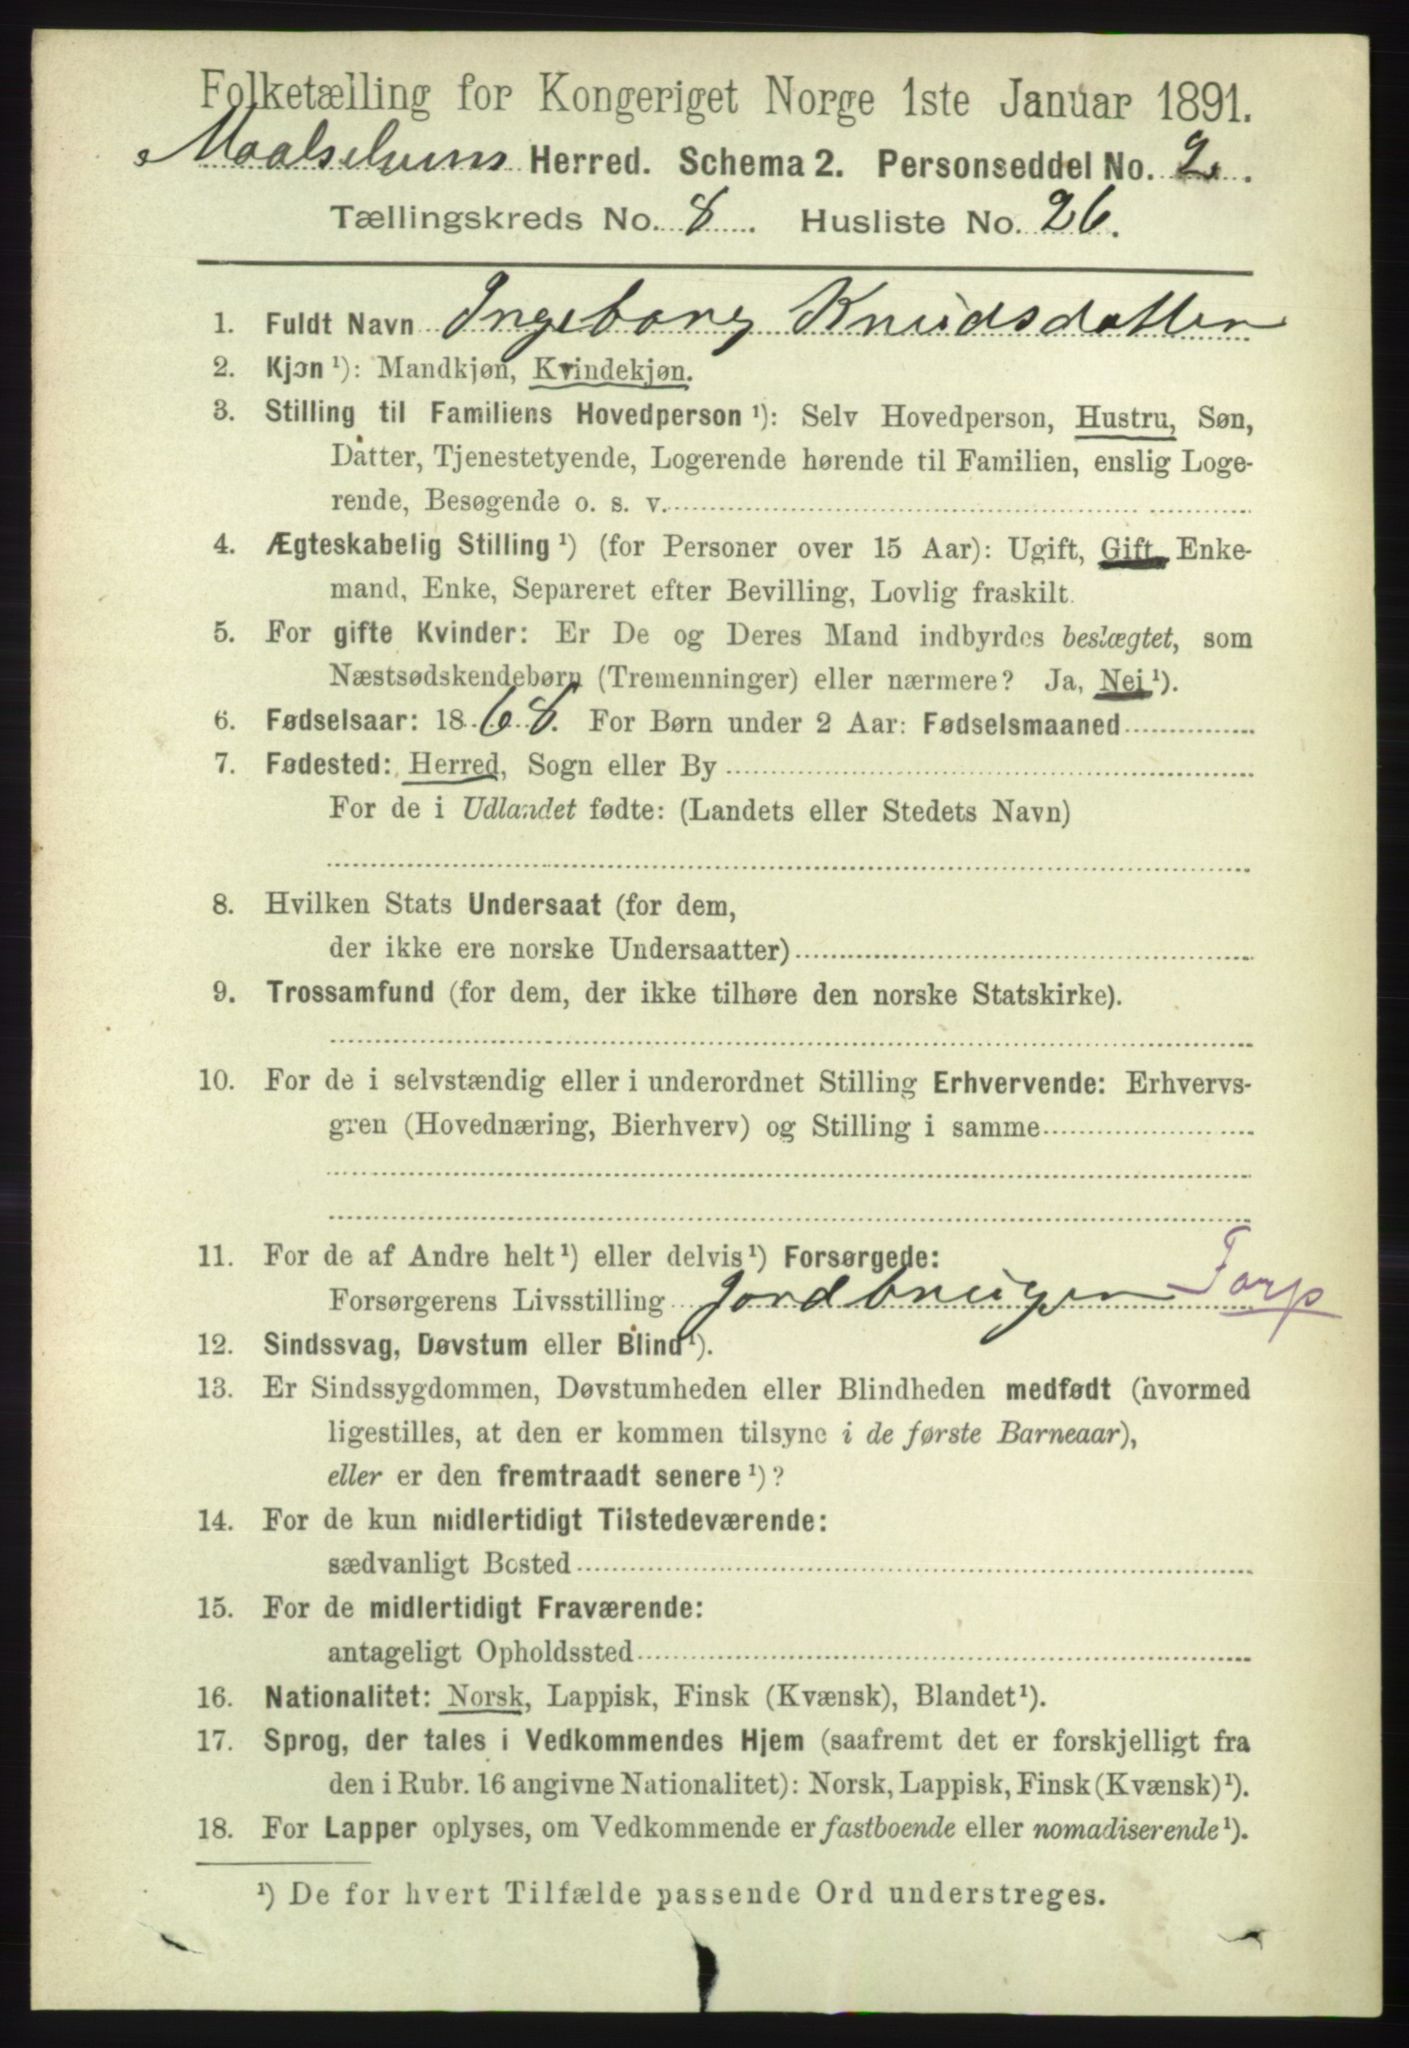 Folketælling for Kongeriget Norge 1ste Januar 1891.
Maalselvens Herred. Schema 2. Personseddel No. 2.
Tællingskreds No. 8. Husliste No. 26.
1. Fuldt Navn Ingeborg Knudsdatter
2. Kjøn ¹): Mandkjøn, Kvindekjøn.
3. Stilling til Familiens Hovedperson ¹): Selv Hovedperson, Hustru, Søn,
Datter, Tjenestetyende, Logerende hørende til Familien, enslig Loge-
rende, Besøgende o. s. v.
4. Ægteskabelig Stilling ¹) (for Personer over 15 Aar): Ugift, Gift, Enke-
mand, Enke, Separeret efter Bevilling, Lovlig fraskilt.
5. For gifte Kvinder: Er De og Deres Mand indbyrdes beslægtet, som
Næstsødskendebørn (Tremenninger) eller nærmere? Ja, Nei ¹).
6. Fødselsaar: 1868. For Børn under 2 Aar: Fødselsmaaned
7. Fødested: Herred, Sogn eller By
For de i Udlandet fødte: (Landets eller Stedets Navn)
8. Hvilken Stats Undersaat (for dem,
der ikke ere norske Undersaatter)
9. Trossamfund (for dem, der ikke tilhøre den norske Statskirke).
10. For de i selvstændig eller i underordnet Stilling Erhvervende: Erhvervs-
gren (Hovednæring, Bierhverv) og Stilling i samme
11. For de af Andre helt ¹) eller delvis ¹) Forsørgede:
Forsørgerens Livsstilling Jordbruger Forp
12. Sindssvag, Døvstum eller Blind ¹).
13. Er Sindssygdommen, Døvstumheden eller Blindheden medfødt (hvormed
ligestilles, at den er kommen tilsyne i de første Barneaar),
eller er den fremtraadt senere ¹)?
14. For de kun midlertidigt Tilstedeværende:
sædvanligt Bosted
15. For de midlertidigt Fraværende:
antageligt Opholdssted
16. Nationalitet: Norsk, Lappisk, Finsk (Kvænsk), Blandet ¹).
17. Sprog, der tales i Vedkommendes Hjem (saafremt det er forskjelligt fra
den i Rubr. 16 angivne Nationalitet): Norsk, Lappisk, Finsk (Kvænsk) ¹).
18. For Lapper oplyses, om Vedkommende er fastboende eller nomadiserende ¹).
¹) De for hvert Tilfælde passende Ord understreges.